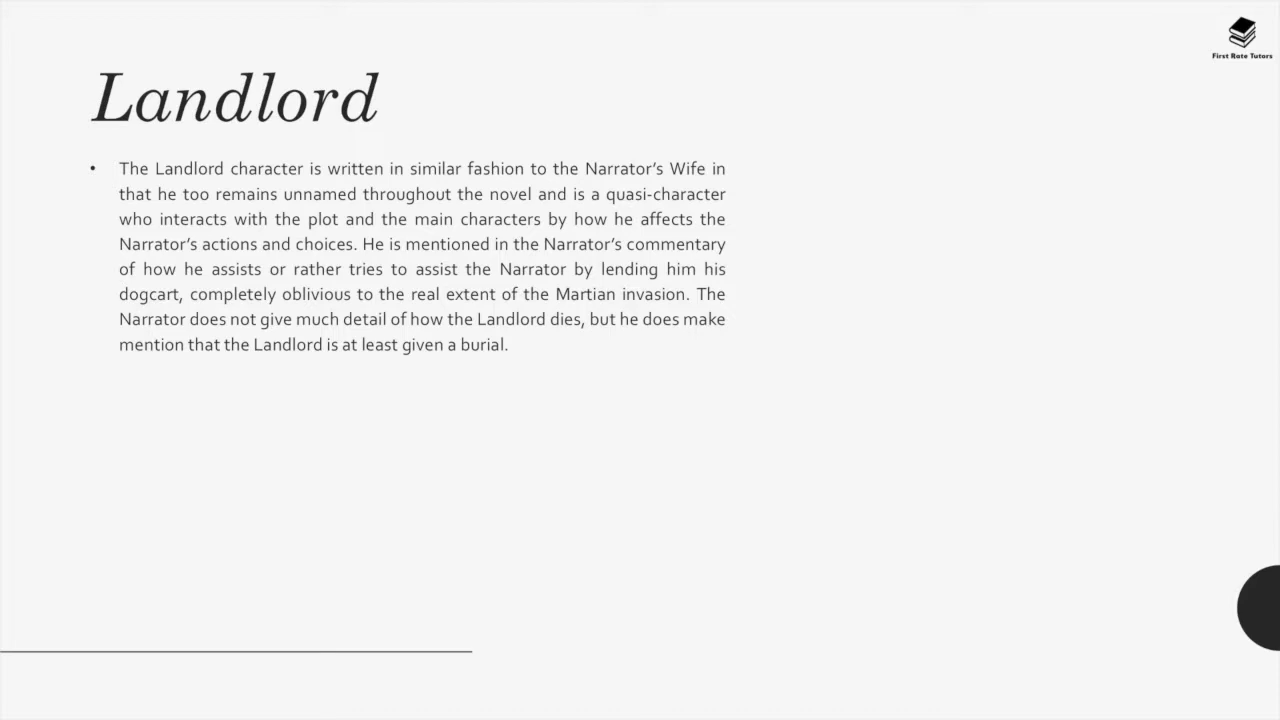 First Rate Tutors
Landlord
• The Landlord character is written in similar fashion to the Narrator’s Wife in
that he too remains unnamed throughout the novel and is a quasi-character
who interacts with the plot and the main characters by how he affects the
Narrator’s actions and choices. He is mentioned in the Narrator’s commentary
of how he assists or rather tries to assist the Narrator by lending him his
dogcart, completely oblivious to the real extent of the Martian invasion. The
Narrator does not give much detail of how the Landlord dies, but he does make
mention that the Landlord is at least given a burial.